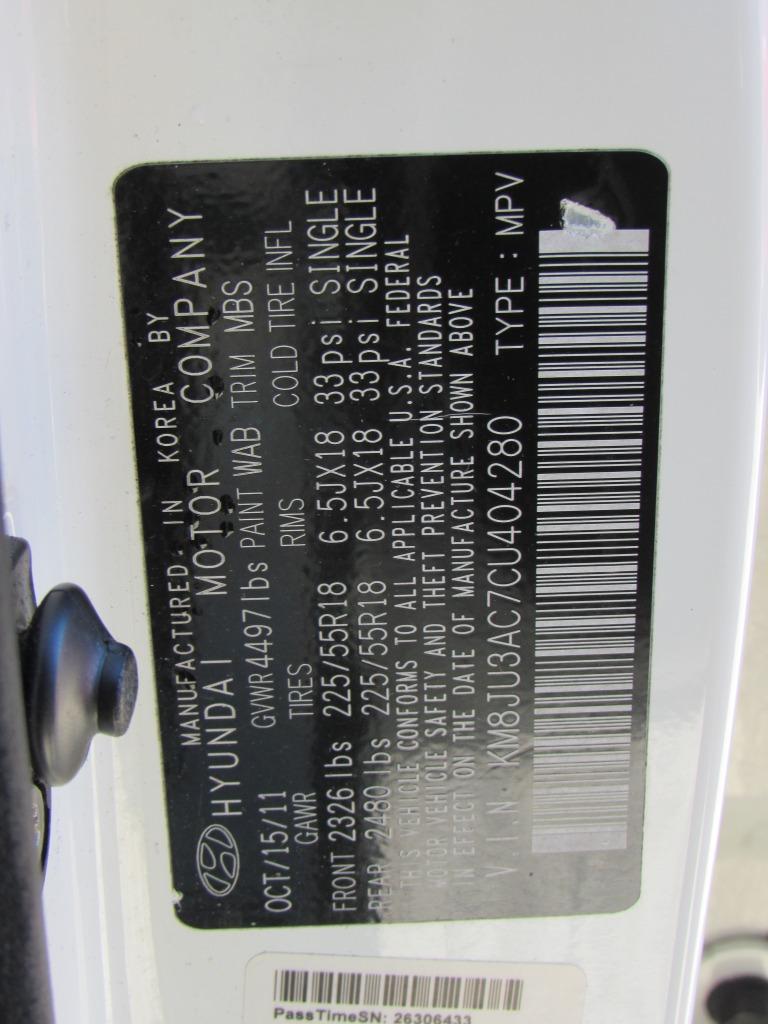 MANUFACTURED IN KOREA BY
HYUNDAI MOTOR COMPANY
OCT/15/11 GVWR4497lbs PAINT WAB TRIM MBS
GAWR TIRES RIMS COLD TIRE INFL
FRONT 2326lbs 225/55R18 6.5JX18 33psi SINGLE
REAR 2480lbs 225/55R18 6.5JX18 33psi SINGLE
THIS VEHICLE CONFORMS TO ALL APPLICABLE U.S.A. FEDERAL
MOTOR VEHICLE SAFETY AND THEFT PREVENTION STANDARDS
IN EFFECT ON THE DATE OF MANUFACTURE SHOWN ABOVE
V.I.N KM8JU3AC7CU404280 TYPE : MPV
PassTimeSN: 26306433